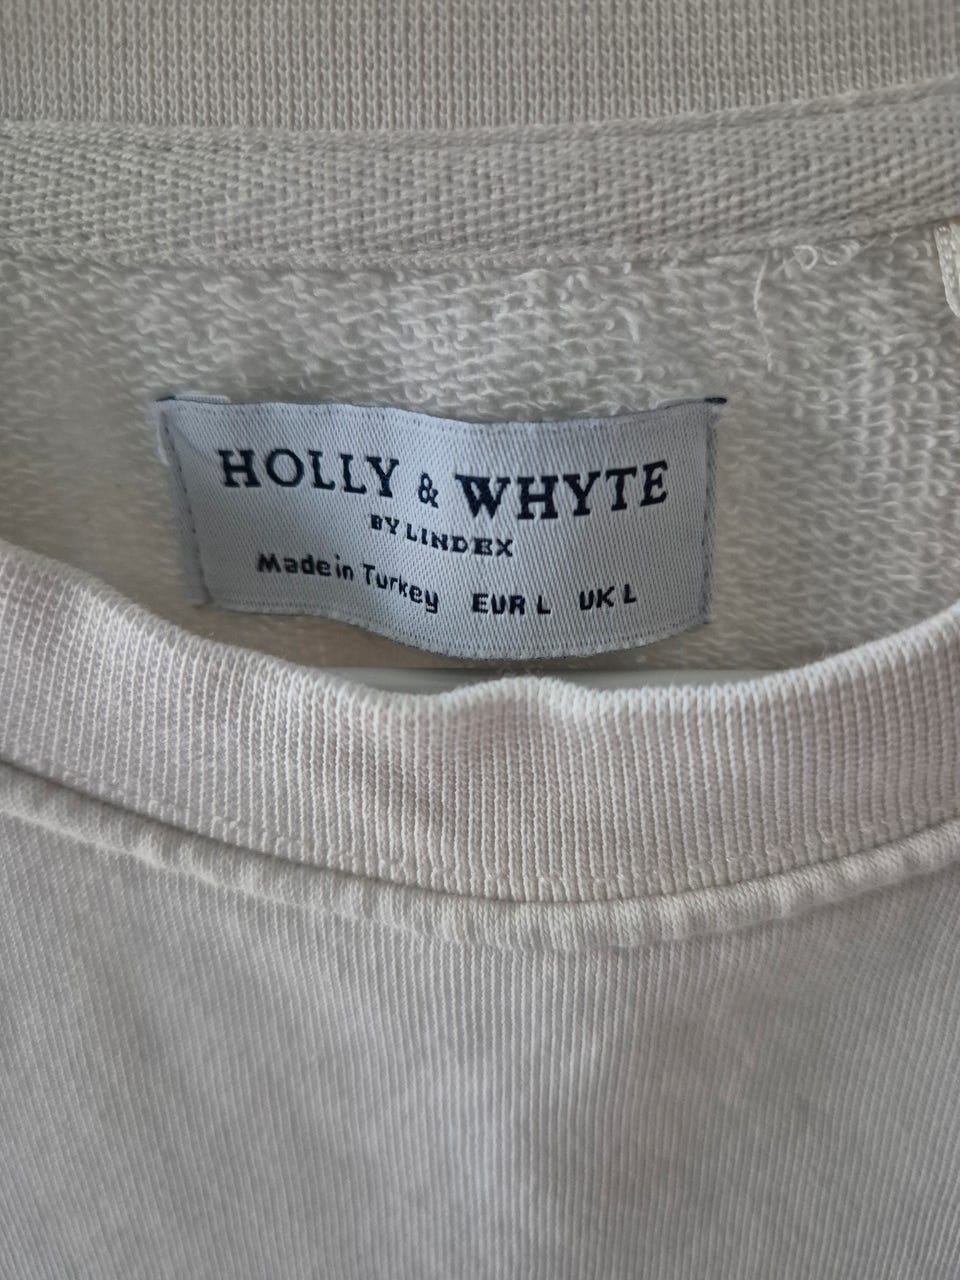 HOLLY & WHYTE
BY LINDEX
Made in Turkey EUR L UK L